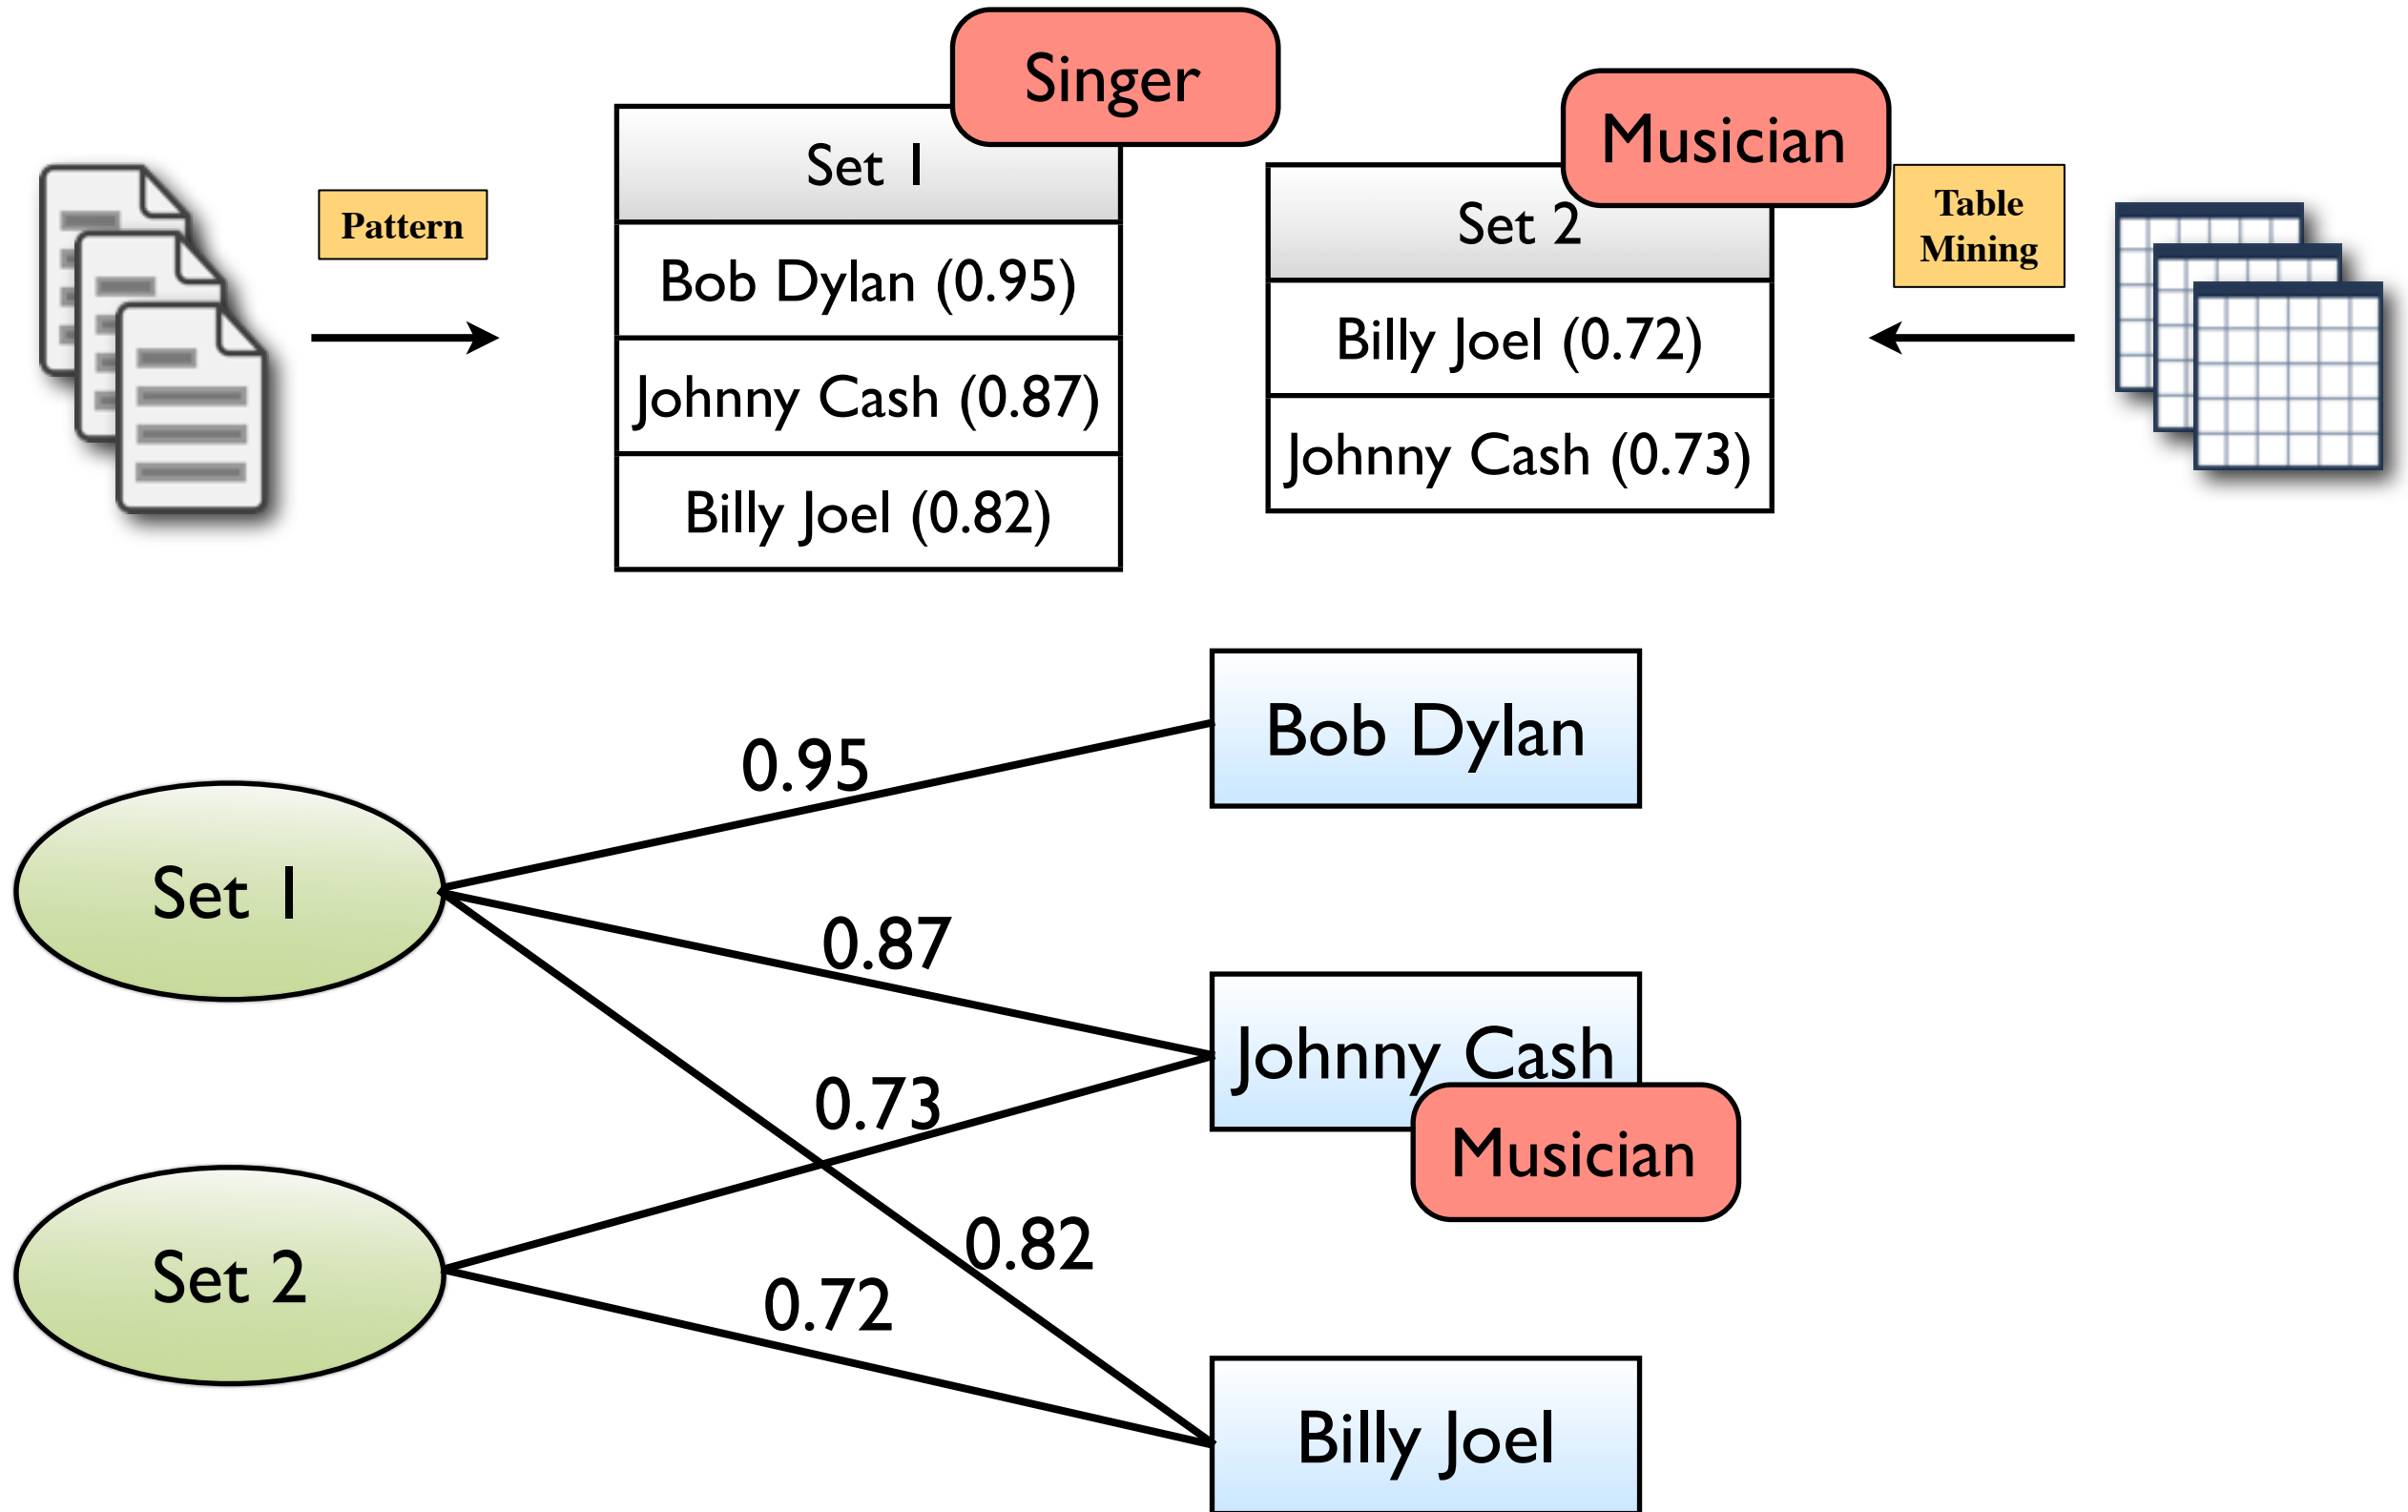 Singer
Musician
Pattern
Set 1
Bob Dylan (0.95)
Johnny Cash (0.87)
Billy Joel (0.82)
Set 2
Billy Joel (0.72)
Johnny Cash (0.73)
Table
Mining
Set 1
Set 2
0.95
0.87
0.73
0.82
0.72
Bob Dylan
Johnny Cash
Musician
Billy Joel